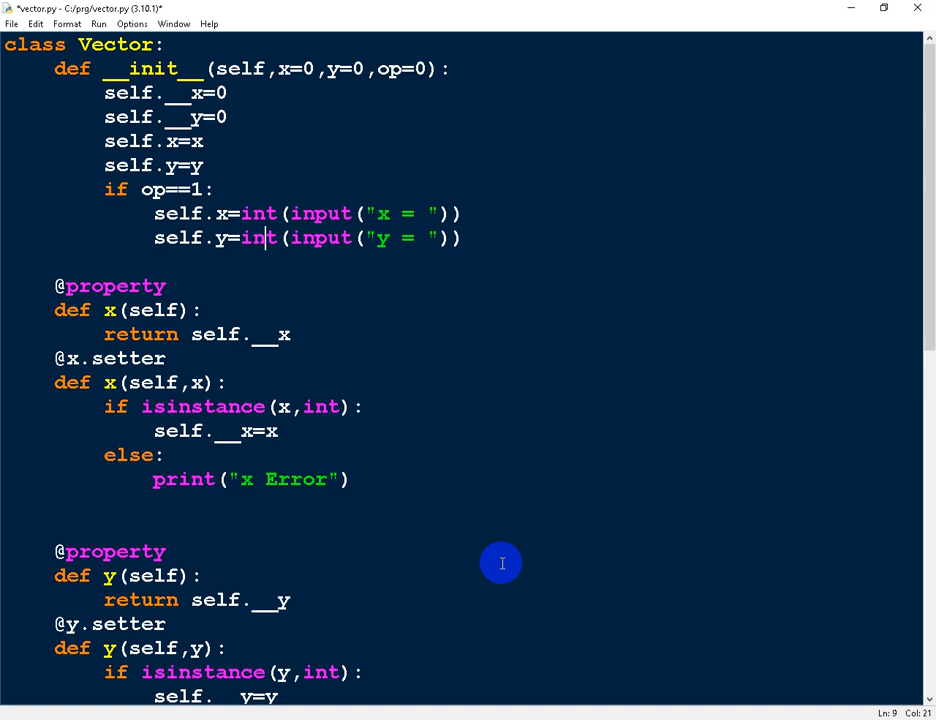 *vector.py - C:/prg/vector.py (3.10.1)*
File Edit Format Run Options Window Help
class Vector:
    def __init__(self,x=0,y=0,op=0):
        self.__x=0
        self.__y=0
        self.x=x
        self.y=y
        if op==1:
            self.x=int(input("x = "))
            self.y=int(input("y = "))
    @property
    def x(self):
        return self.__x
    @x.setter
    def x(self,x):
        if isinstance(x,int):
            self.__x=x
        else:
            print("x Error")
    @property
    def y(self):
        return self.__y
    @y.setter
    def y(self,y):
        if isinstance(y,int):
            self.__y=y
Ln: 9 Col: 21